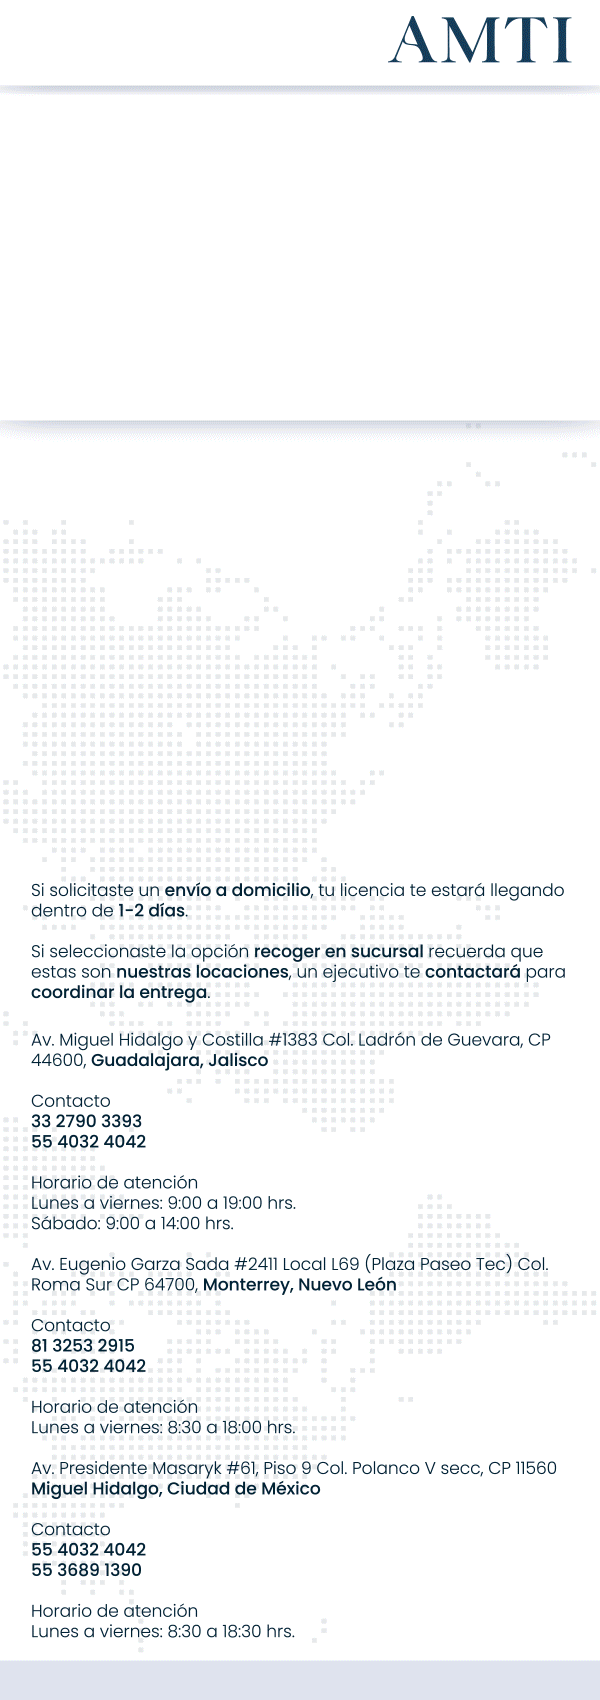 AMTI
Si solicitaste un envío a domicilio, tu licencia te estará llegando
dentro de 1-2 días.
Si seleccionaste la opción recoger en sucursal recuerda que
estas son nuestras locaciones, un ejecutivo te contactará para
coordinar la entrega.
Av. Miguel Hidalgo y Costilla #1383 Col. Ladrón de Guevara, CP
44600, Guadalajara, Jalisco
Contacto
33 2790 3393
55 4032 4042
Horario de atención
Lunes a viernes: 9:00 a 19:00 hrs.
Sábado: 9:00 a 14:00 hrs.
Av. Eugenio Garza Sada #2411 Local L69 (Plaza Paseo Tec) Col.
Roma Sur CP 64700, Monterrey, Nuevo León
Contacto
81 3253 2915
55 4032 4042
Horario de atención
Lunes a viernes: 8:30 a 18:00 hrs.
Av. Presidente Masaryk #61, Piso 9 Col. Polanco V secc, CP 11560
Miguel Hidalgo, Ciudad de México
Contacto
55 4032 4042
55 3689 1390
Horario de atención
Lunes a viernes: 8:30 a 18:30 hrs.